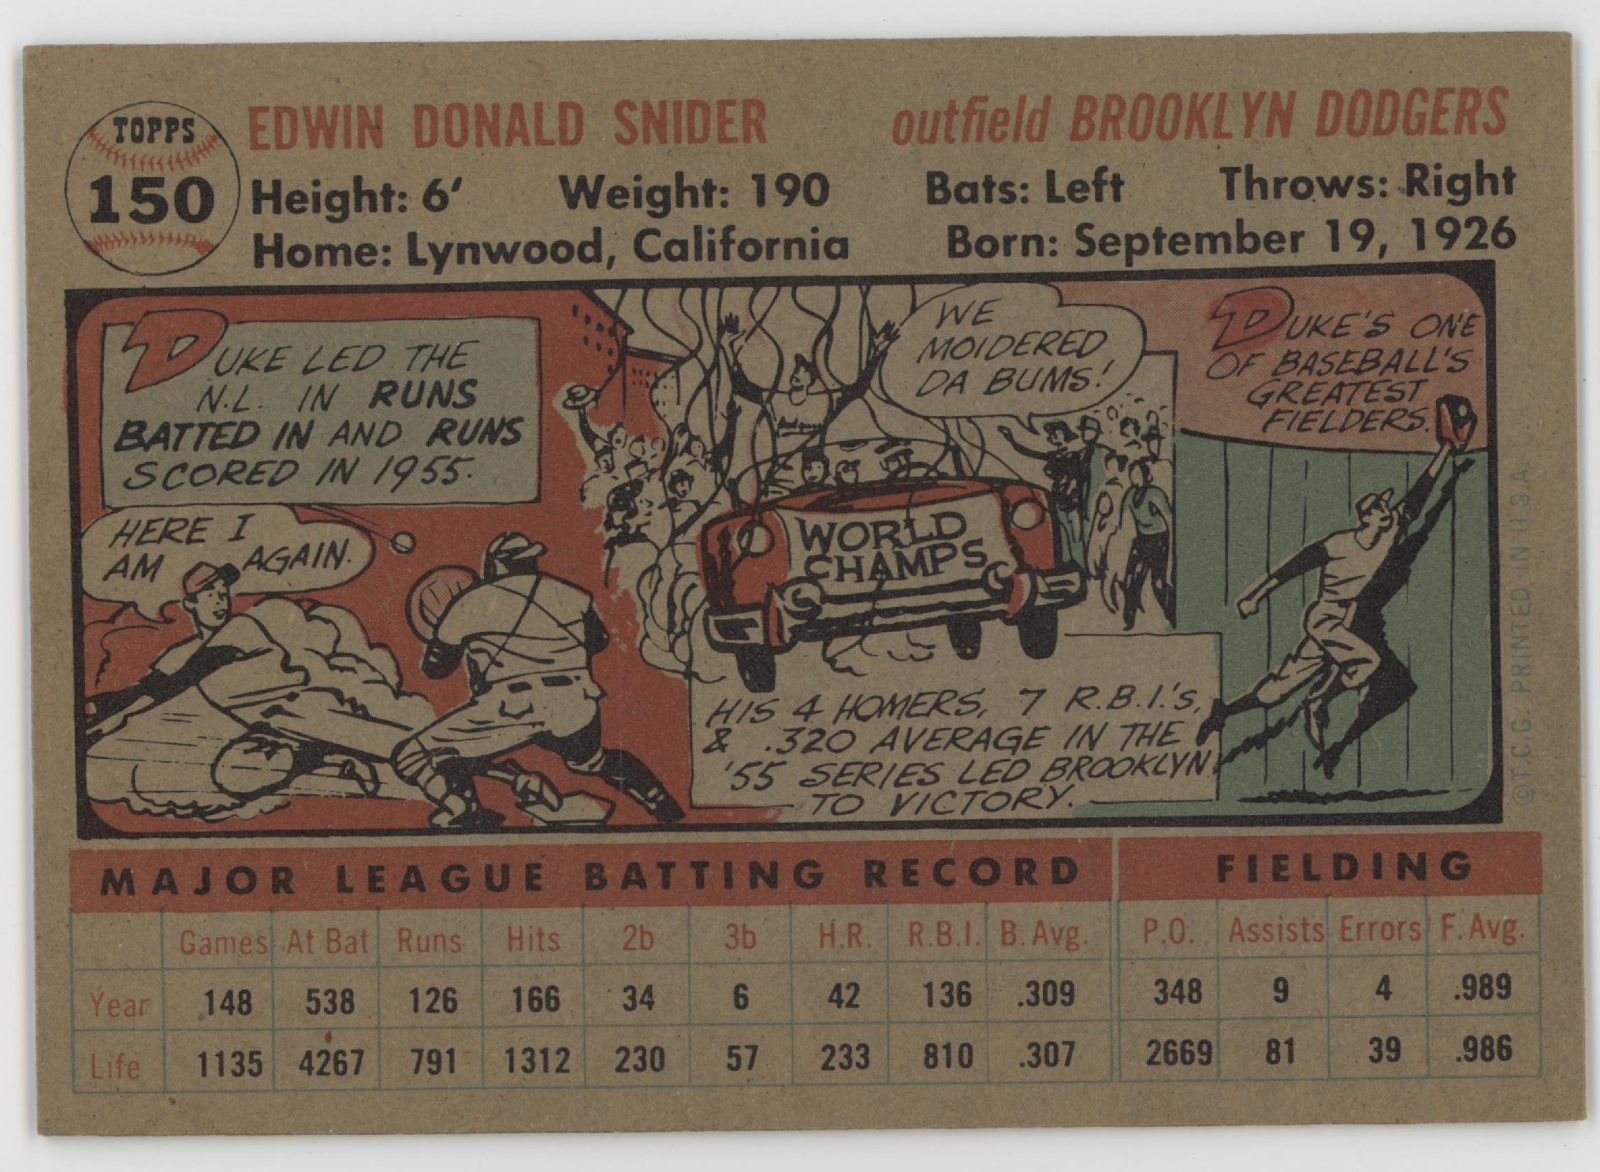 TOPPS
150
EDWIN DONALD SNIDER
outfield BROOKLYN DODGERS
Height: 6' Weight: 190 Bats: Left Throws: Right
Home: Lynwood, California Born: September 19, 1926
DUKE LED THE
N.L. IN RUNS
BATTED IN AND RUNS
SCORED IN 1955.
HERE I
AM AGAIN.
WE
MOIDERED
DA BUMS!
WORLD
CHAMPS
HIS 4 HOMERS, 7 R.B.I.'S,
& .320 AVERAGE IN THE
'55 SERIES LED BROOKLYN
TO VICTORY.
DUKE'S ONE
OF BASEBALL'S
GREATEST
FIELDERS.
© T.C.G. PRINTED IN U.S.A.
MAJOR LEAGUE BATTING RECORD FIELDING
Games At Bat Runs Hits 2b 3b H.R. R.B.I. B. Avg. P.O. Assists Errors F. Avg.
Year 148 538 126 166 34 6 42 136 .309 348 9 4 .989
Life 1135 4267 791 1312 230 57 233 810 .307 2669 81 39 .986